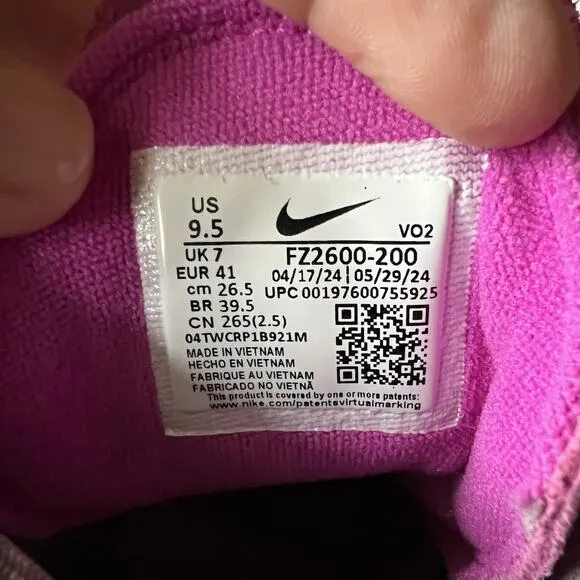 US
9.5
VO2
UK 7
FZ2600-200
EUR 41
04/17/24 | 05/29/24
cm 26.5
UPC 00197600755925
BR 39.5
CN 265(2.5)
04TWCRP1B921M
MADE IN VIETNAM
HECHO EN VIETNAM
FABRIQUE AU VIETNAM
FABRICADO NO VIETNÃ
This product is covered by one or more patents:
www.nike.com/patentsvirtualmarking